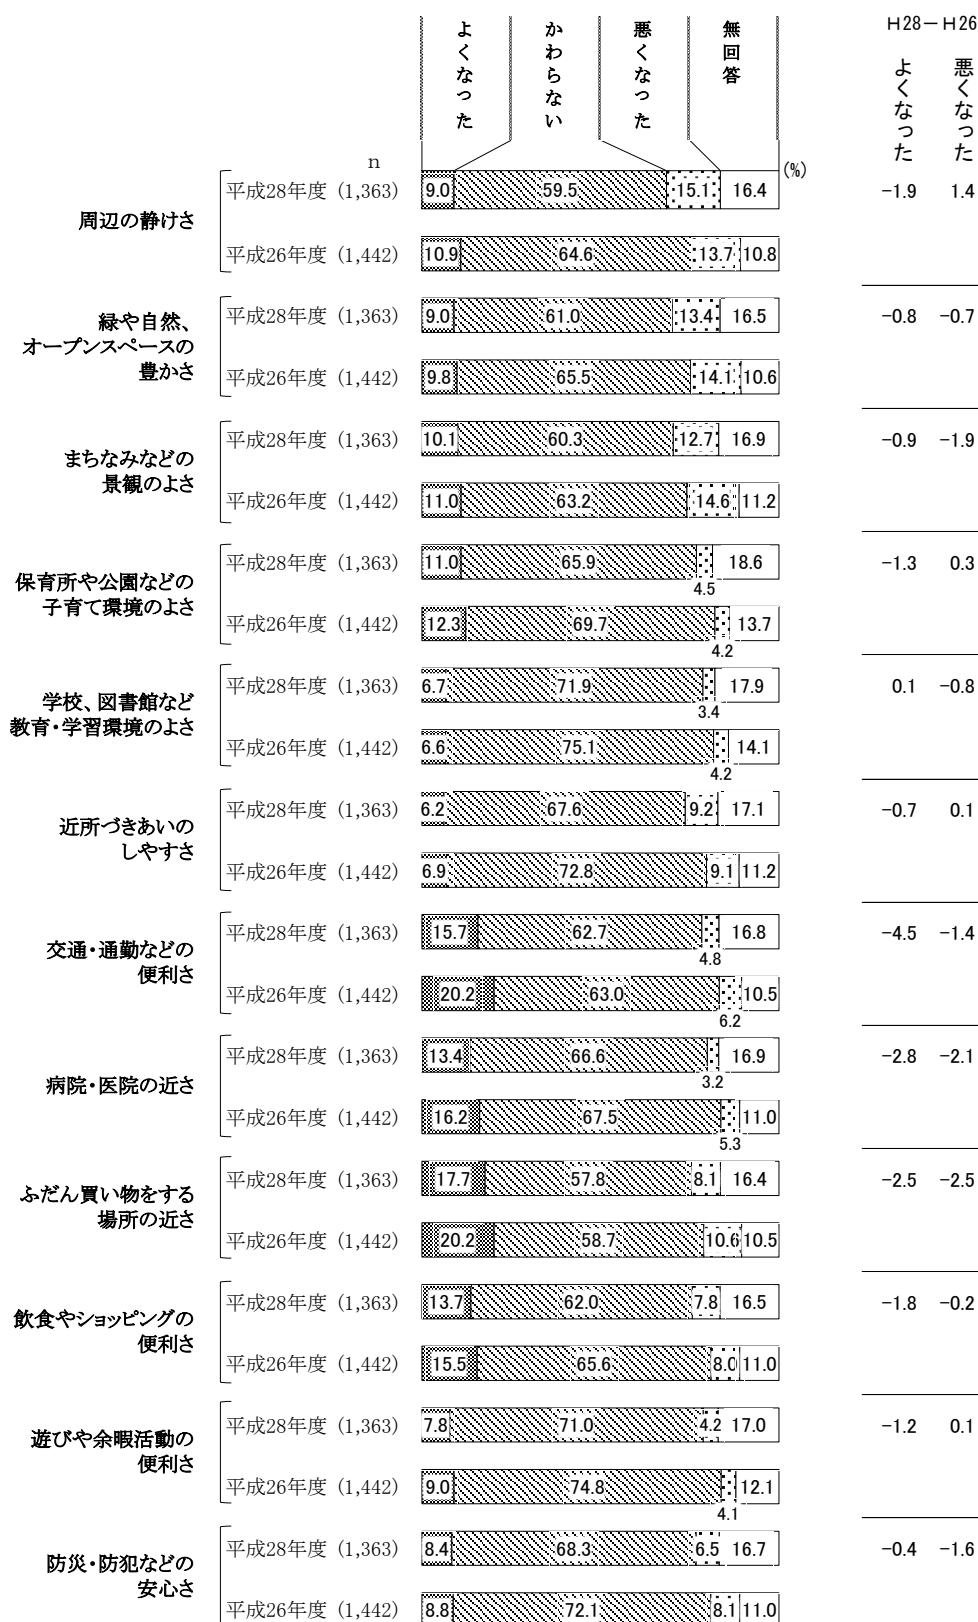 よくなった
かわらない
悪くなった
無回答
H28－H26
よくなった
悪くなった
n
(%)
周辺の静けさ
平成28年度 (1,363) 9.0 59.5 15.1 16.4 -1.9 1.4
平成26年度 (1,442) 10.9 64.6 13.7 10.8
緑や自然、
オープンスペースの
豊かさ
平成28年度 (1,363) 9.0 61.0 13.4 16.5 -0.8 -0.7
平成26年度 (1,442) 9.8 65.5 14.1 10.6
まちなみなどの
景観のよさ
平成28年度 (1,363) 10.1 60.3 12.7 16.9 -0.9 -1.9
平成26年度 (1,442) 11.0 63.2 14.6 11.2
保育所や公園などの
子育て環境のよさ
平成28年度 (1,363) 11.0 65.9 4.5 18.6 -1.3 0.3
平成26年度 (1,442) 12.3 69.7 4.2 13.7
学校、図書館など
教育・学習環境のよさ
平成28年度 (1,363) 6.7 71.9 3.4 17.9 0.1 -0.8
平成26年度 (1,442) 6.6 75.1 4.2 14.1
近所づきあいの
しやすさ
平成28年度 (1,363) 6.2 67.6 9.2 17.1 -0.7 0.1
平成26年度 (1,442) 6.9 72.8 9.1 11.2
交通・通勤などの
便利さ
平成28年度 (1,363) 15.7 62.7 4.8 16.8 -4.5 -1.4
平成26年度 (1,442) 20.2 63.0 6.2 10.5
病院・医院の近さ
平成28年度 (1,363) 13.4 66.6 3.2 16.9 -2.8 -2.1
平成26年度 (1,442) 16.2 67.5 5.3 11.0
ふだん買い物をする
場所の近さ
平成28年度 (1,363) 17.7 57.8 8.1 16.4 -2.5 -2.5
平成26年度 (1,442) 20.2 58.7 10.6 10.5
飲食やショッピングの
便利さ
平成28年度 (1,363) 13.7 62.0 7.8 16.5 -1.8 -0.2
平成26年度 (1,442) 15.5 65.6 8.0 11.0
遊びや余暇活動の
便利さ
平成28年度 (1,363) 7.8 71.0 4.2 17.0 -1.2 0.1
平成26年度 (1,442) 9.0 74.8 4.1 12.1
防災・防犯などの
安心さ
平成28年度 (1,363) 8.4 68.3 6.5 16.7 -0.4 -1.6
平成26年度 (1,442) 8.8 72.1 8.1 11.0